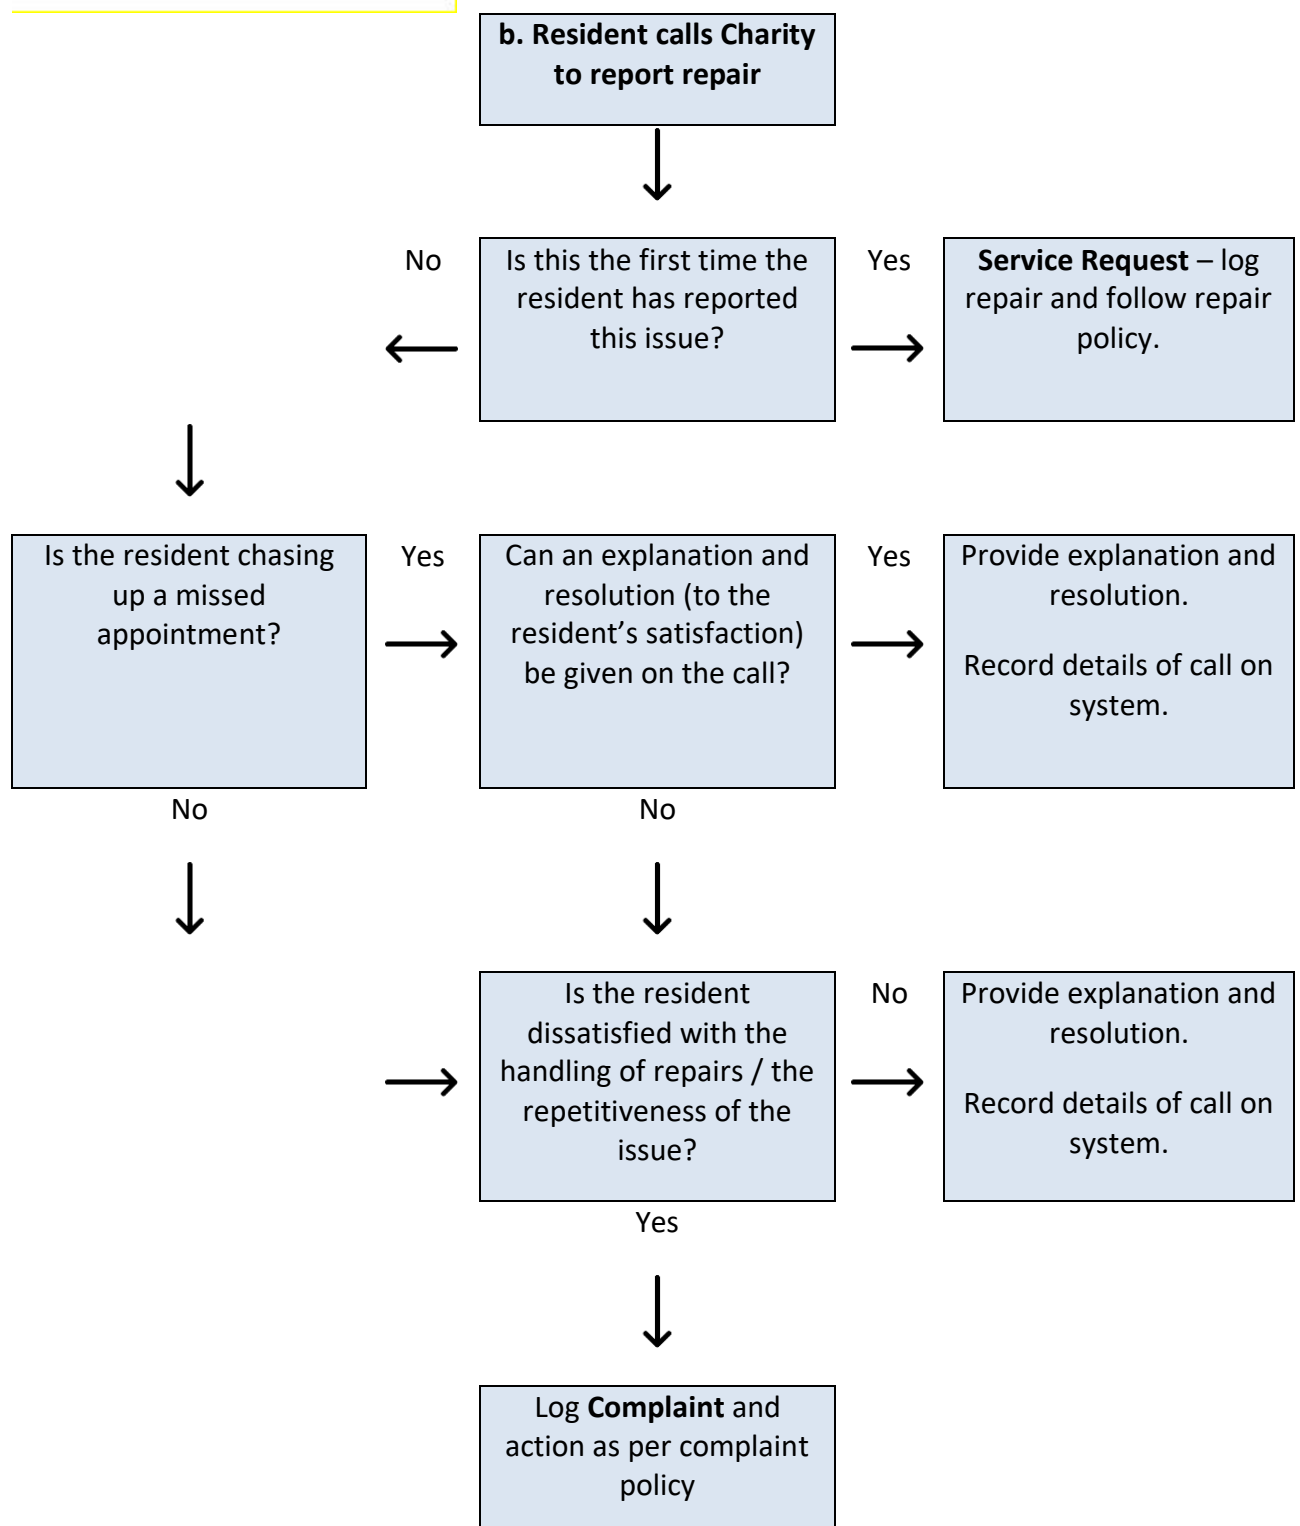 b. Resident calls Charity
to report repair
No
Is this the first time the
resident has reported
this issue?
Yes
Service Request – log
repair and follow repair
policy.
Is the resident chasing
up a missed
appointment?
Yes
Can an explanation and
resolution (to the
resident’s satisfaction)
be given on the call?
Yes
Provide explanation and
resolution.
Record details of call on
system.
No
No
Is the resident
dissatisfied with the
handling of repairs / the
repetitiveness of the
issue?
No
Provide explanation and
resolution.
Record details of call on
system.
Yes
Log Complaint and
action as per complaint
policy